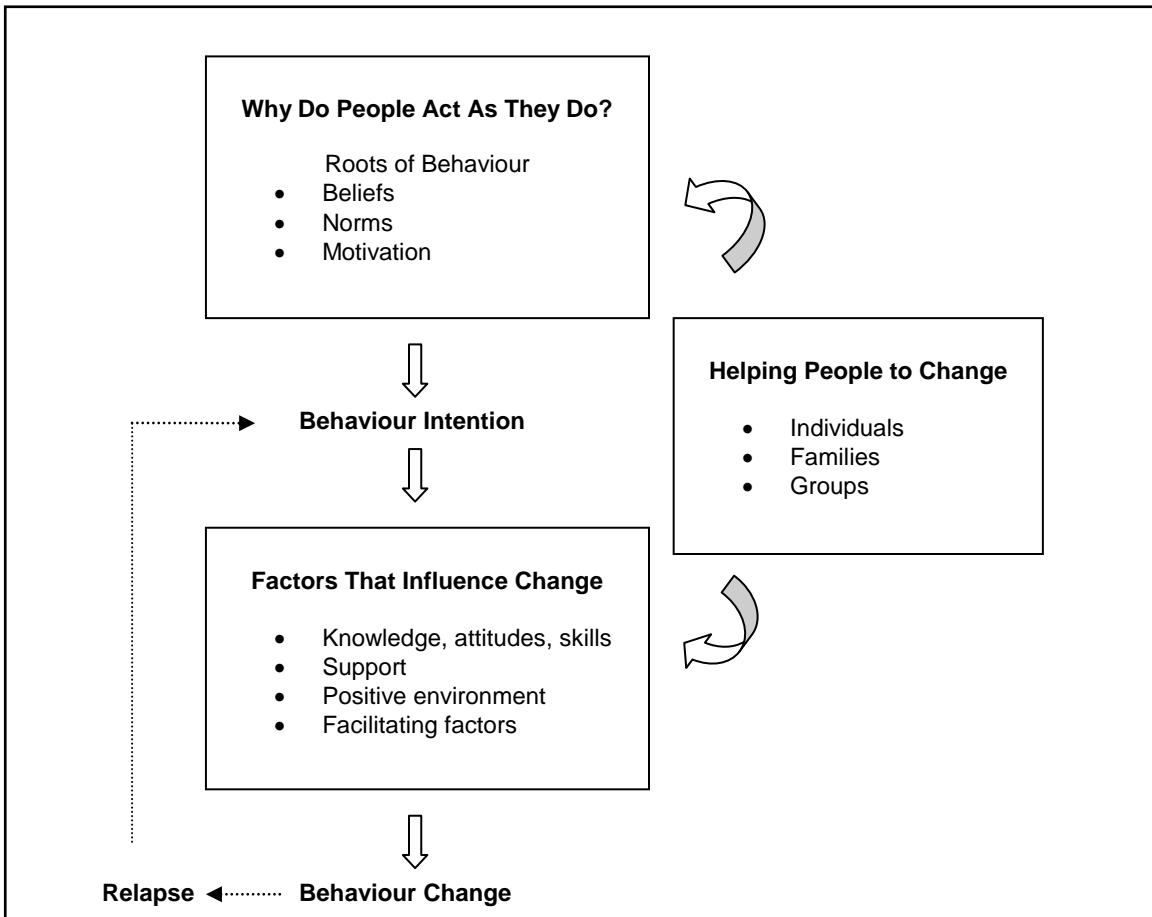 Why Do People Act As They Do?
Roots of Behaviour
• Beliefs
• Norms
• Motivation
Behaviour Intention
Factors That Influence Change
• Knowledge, attitudes, skills
• Support
• Positive environment
• Facilitating factors
Helping People to Change
• Individuals
• Families
• Groups
Relapse
Behaviour Change